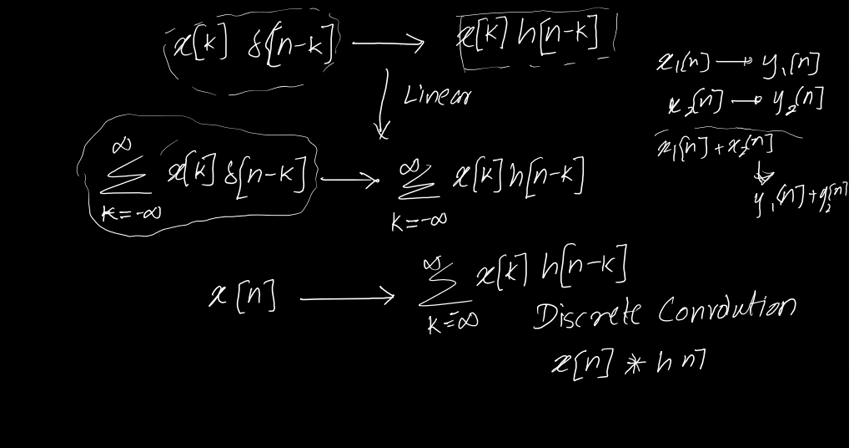 x[k] δ[n-k] → x[k] h[n-k]
Linear
x₁[n] → y₁[n]
x₂[n] → y₂[n]
x₁[n] + x₂[n]
↓
y₁[n] + y₂[n]
∑_{k=-∞}^{∞} x[k] δ[n-k] → ∑_{k=-∞}^{∞} x[k] h[n-k]
x[n] → ∑_{k=-∞}^{∞} x[k] h[n-k]
Discrete Convolution
x[n] * h n]